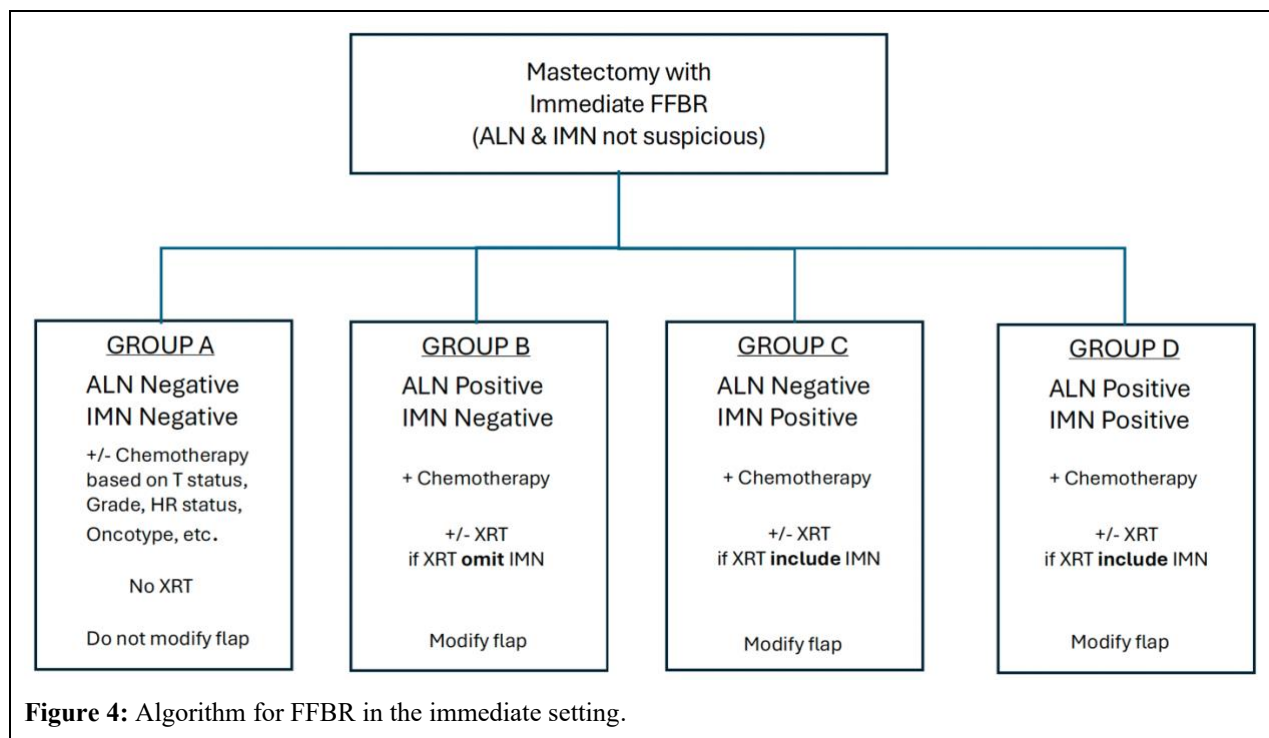 Mastectomy with
Immediate FFBR
(ALN & IMN not suspicious)
GROUP A
ALN Negative
IMN Negative
+/- Chemotherapy
based on T status,
Grade, HR status,
Oncotype, etc.
No XRT
Do not modify flap
GROUP B
ALN Positive
IMN Negative
+ Chemotherapy
+/- XRT
if XRT omit IMN
Modify flap
GROUP C
ALN Negative
IMN Positive
+ Chemotherapy
+/- XRT
if XRT include IMN
Modify flap
GROUP D
ALN Positive
IMN Positive
+ Chemotherapy
+/- XRT
if XRT include IMN
Modify flap
Figure 4: Algorithm for FFBR in the immediate setting.